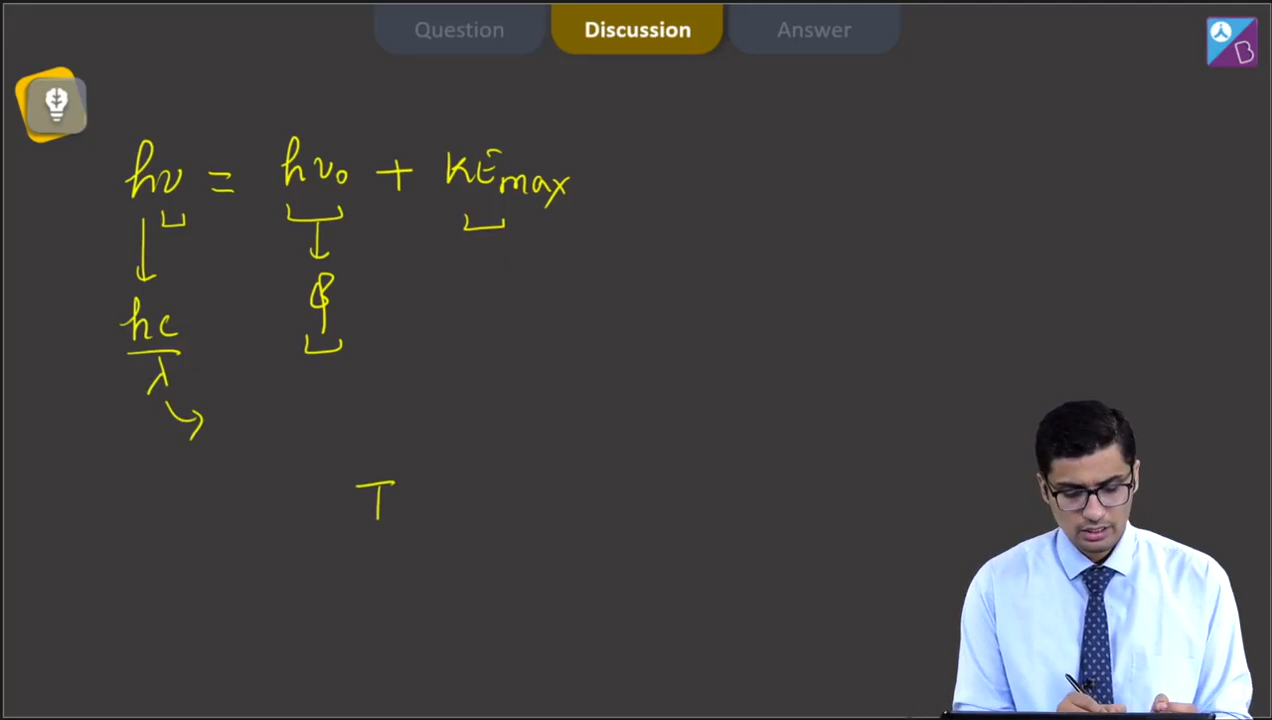 Question Discussion Answer
B
hν = hν₀ + KEmax
hc/λ
φ
T